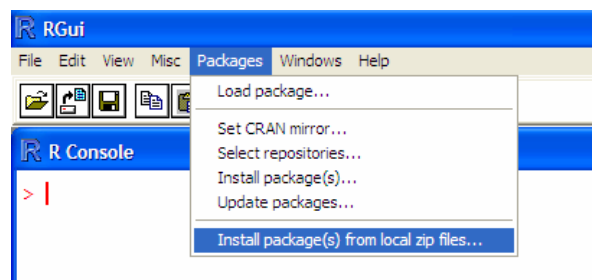 RGui
File Edit View Misc Packages Windows Help
Load package...
Set CRAN mirror...
Select repositories...
Install package(s)...
Update packages...
Install package(s) from local zip files...
R Console
>